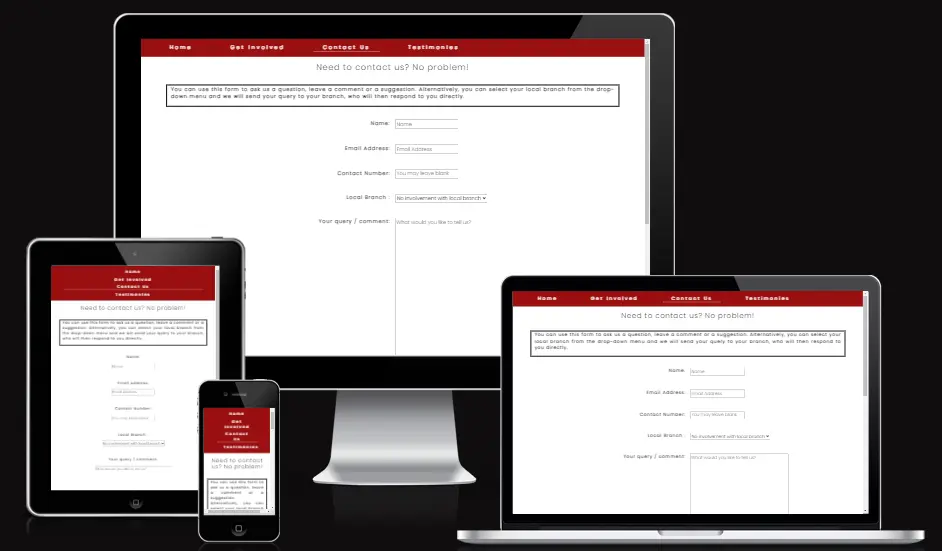 Home Get Involved Contact Us Testimonies
Need to contact us? No problem!
You can use this form to ask us a question, leave a comment or a suggestion. Alternatively, you can select your local branch from the drop-
down menu and we will send your query to your branch, who will then respond to you directly.
Name: Name
Email Address: Email Address
Contact Number: You may leave blank
Local Branch : No involvement with local branch
Your query / comment: What would you like to tell us?
Home
Get Involved
Contact Us
Testimonies
Need to contact us? No problem!
You can use this form to ask us a question, leave a comment or a
suggestion. Alternatively, you can select your local branch from
the drop-down menu and we will send your query to your branch,
who will then respond to you directly.
Name:
Name
Email Address:
Email Address
Contact Number:
You may leave blank
Local Branch :
No involvement with local branch
Your query / comment:
What would you like to tell us?
Home
Get
Involved
Contact
Us
Testimonies
Need to contact
us? No problem!
You can use this form to
ask us a question, leave
a comment or a
suggestion.
Alternatively, you can
select your local branch
Home Get Involved Contact Us Testimonies
Need to contact us? No problem!
You can use this form to ask us a question, leave a comment or a suggestion. Alternatively, you can select your
local branch from the drop-down menu and we will send your query to your branch, who will then respond to
you directly.
Name: Name
Email Address: Email Address
Contact Number: You may leave blank
Local Branch : No involvement with local branch
Your query / comment: What would you like to tell us?